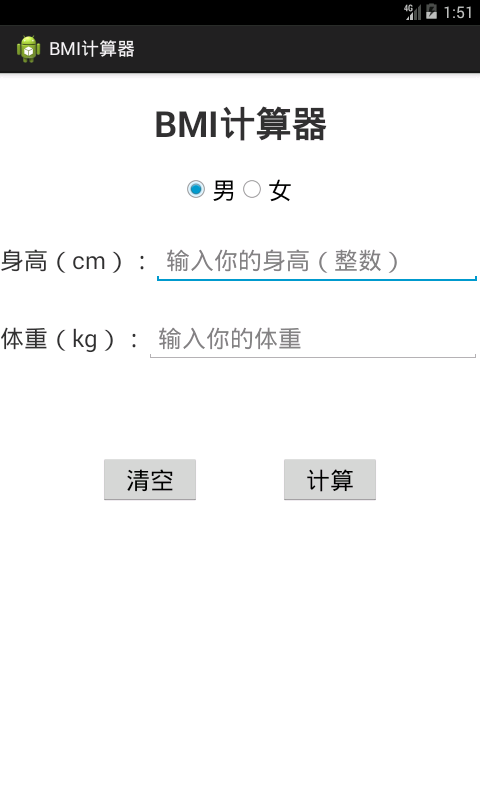 4G 1:51
BMI计算器
BMI计算器
男 女
身高（cm）： 输入你的身高（整数）
体重（kg）： 输入你的体重
清空 计算